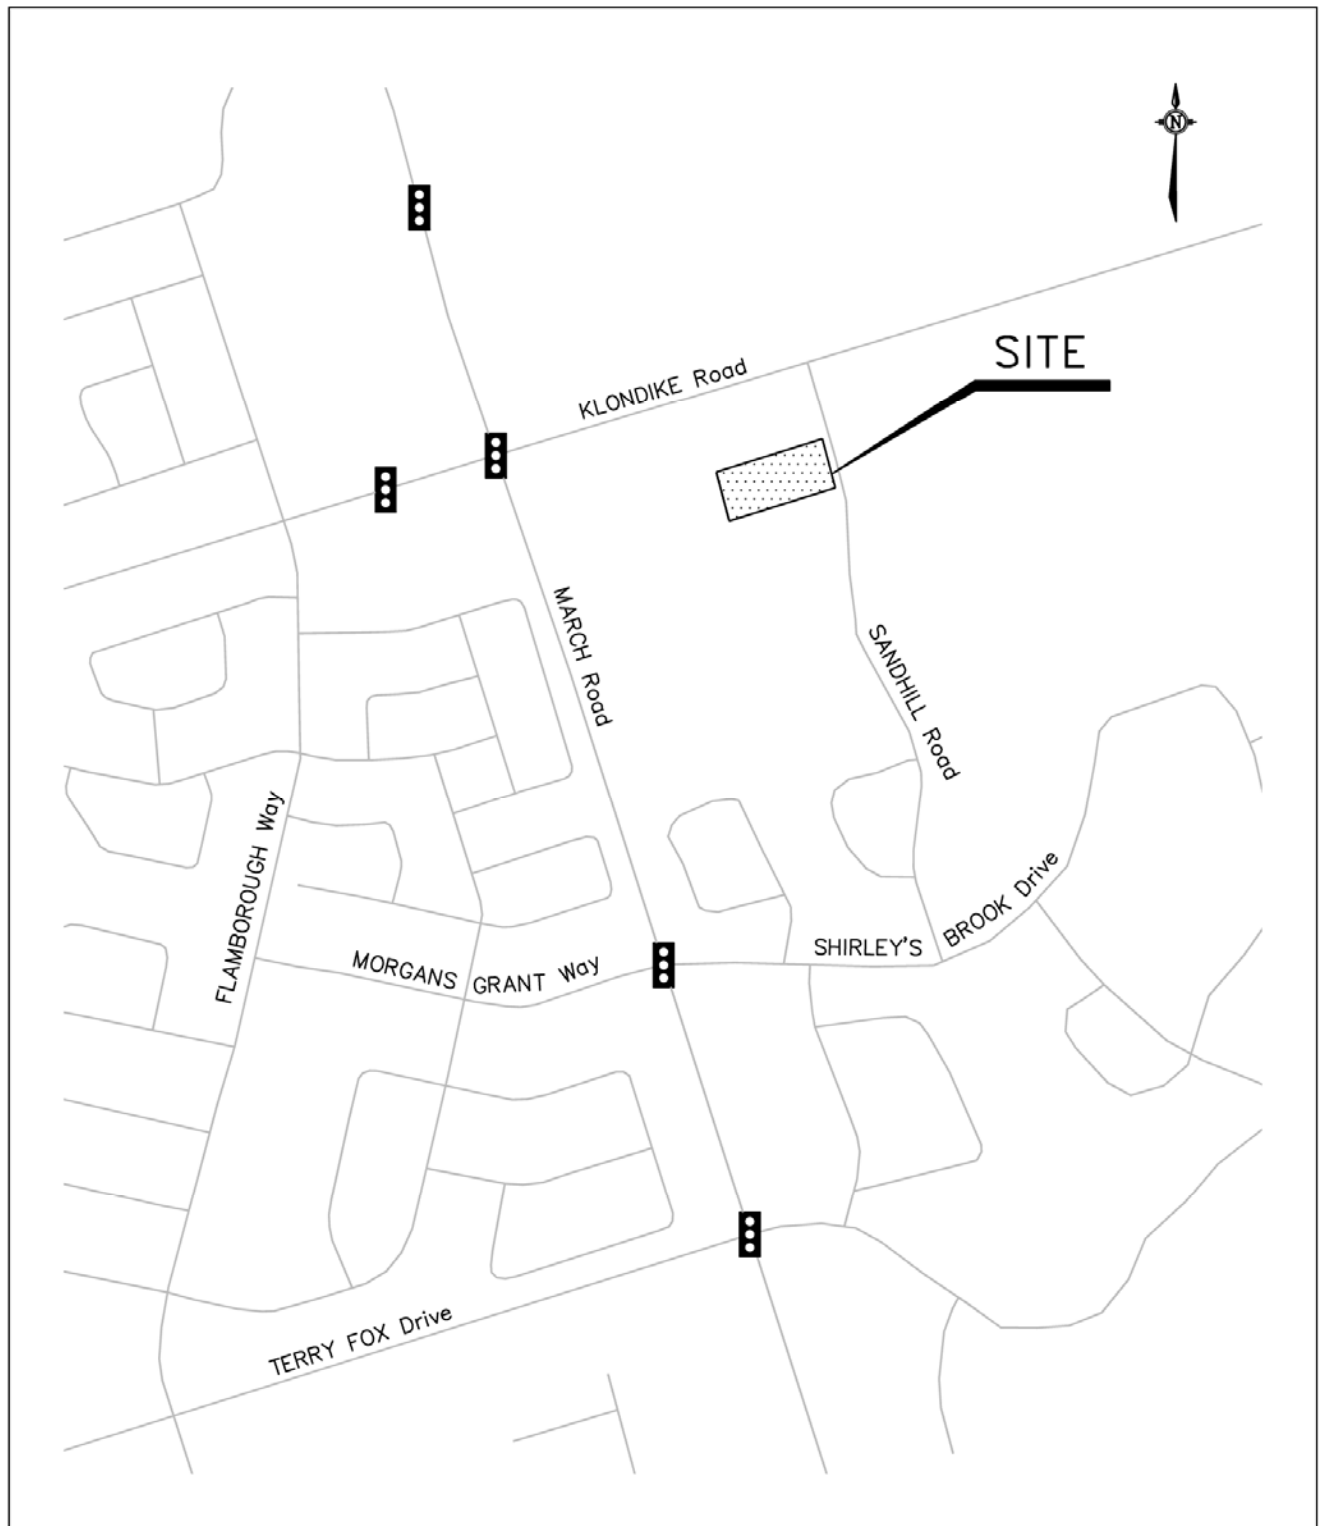 N
SITE
KLONDIKE Road
MARCH Road
SANDHILL Road
FLAMBOROUGH Way
BROOK Drive
SHIRLEY'S
MORGANS GRANT Way
TERRY FOX Drive